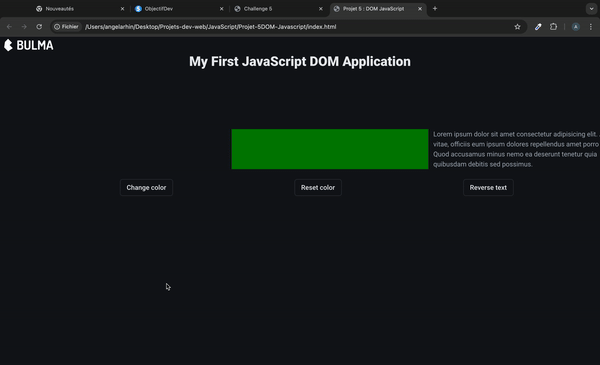 Nouveautés
ObjectifDev
Challenge 5
Projet 5 : DOM JavaScript
Fichier
/Users/angelarhin/Desktop/Projets-dev-web/JavaScript/Projet-5DOM-Javascript/index.html
BULMA
My First JavaScript DOM Application
Lorem ipsum dolor sit amet consectetur adipisicing elit.
vitae, officiis eum ipsum dolores repellendus amet porro
Quod accusamus minus nemo ea deserunt tenetur quia
quibusdam debitis sed possimus.
Change color
Reset color
Reverse text